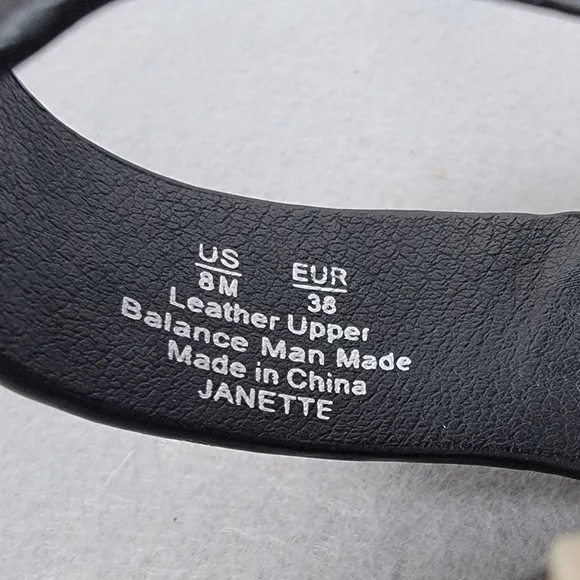 US EUR
8M 38
Leather Upper
Balance Man Made
Made in China
JANETTE